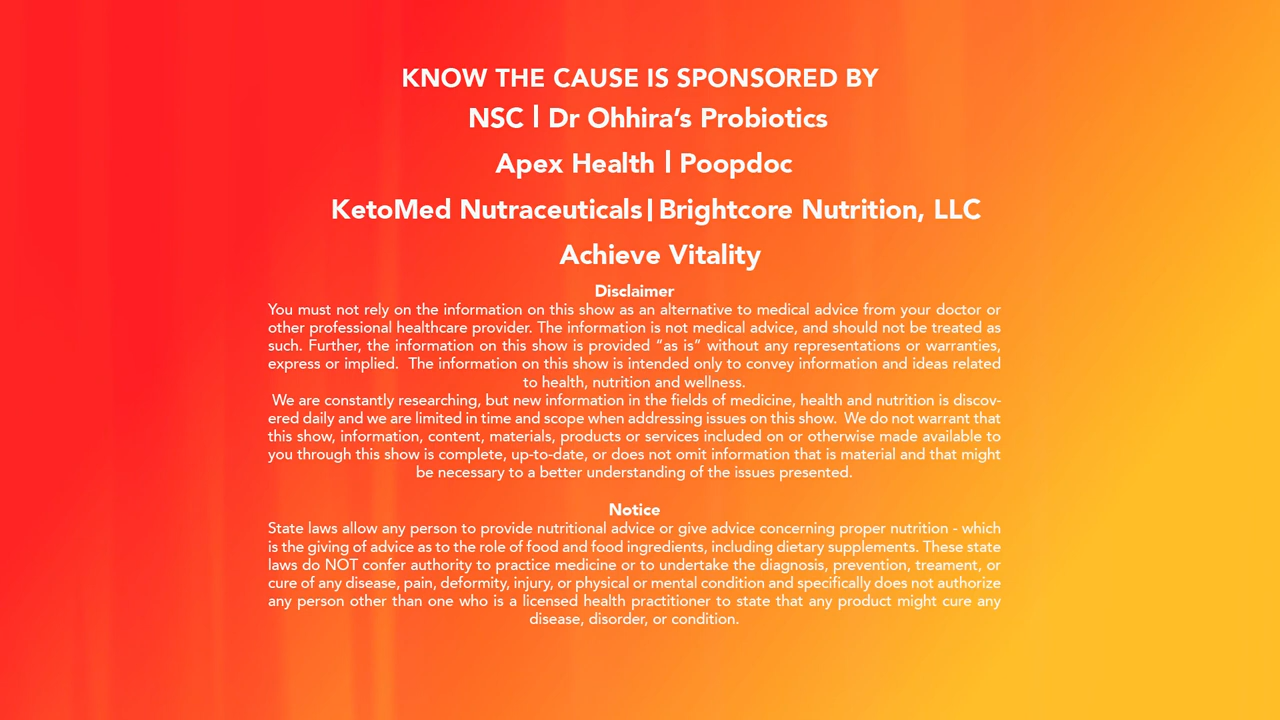 KNOW THE CAUSE IS SPONSORED BY
NSC | Dr Ohhira’s Probiotics
Apex Health | Poopdoc
KetoMed Nutraceuticals | Brightcore Nutrition, LLC
Achieve Vitality
Disclaimer
You must not rely on the information on this show as an alternative to medical advice from your doctor or
other professional healthcare provider. The information is not medical advice, and should not be treated as
such. Further, the information on this show is provided “as is” without any representations or warranties,
express or implied.  The information on this show is intended only to convey information and ideas related
to health, nutrition and wellness.
We are constantly researching, but new information in the fields of medicine, health and nutrition is discov-
ered daily and we are limited in time and scope when addressing issues on this show.  We do not warrant that
this show, information, content, materials, products or services included on or otherwise made available to
you through this show is complete, up-to-date, or does not omit information that is material and that might
be necessary to a better understanding of the issues presented.
Notice
State laws allow any person to provide nutritional advice or give advice concerning proper nutrition - which
is the giving of advice as to the role of food and food ingredients, including dietary supplements. These state
laws do NOT confer authority to practice medicine or to undertake the diagnosis, prevention, treament, or
cure of any disease, pain, deformity, injury, or physical or mental condition and specifically does not authorize
any person other than one who is a licensed health practitioner to state that any product might cure any
disease, disorder, or condition.